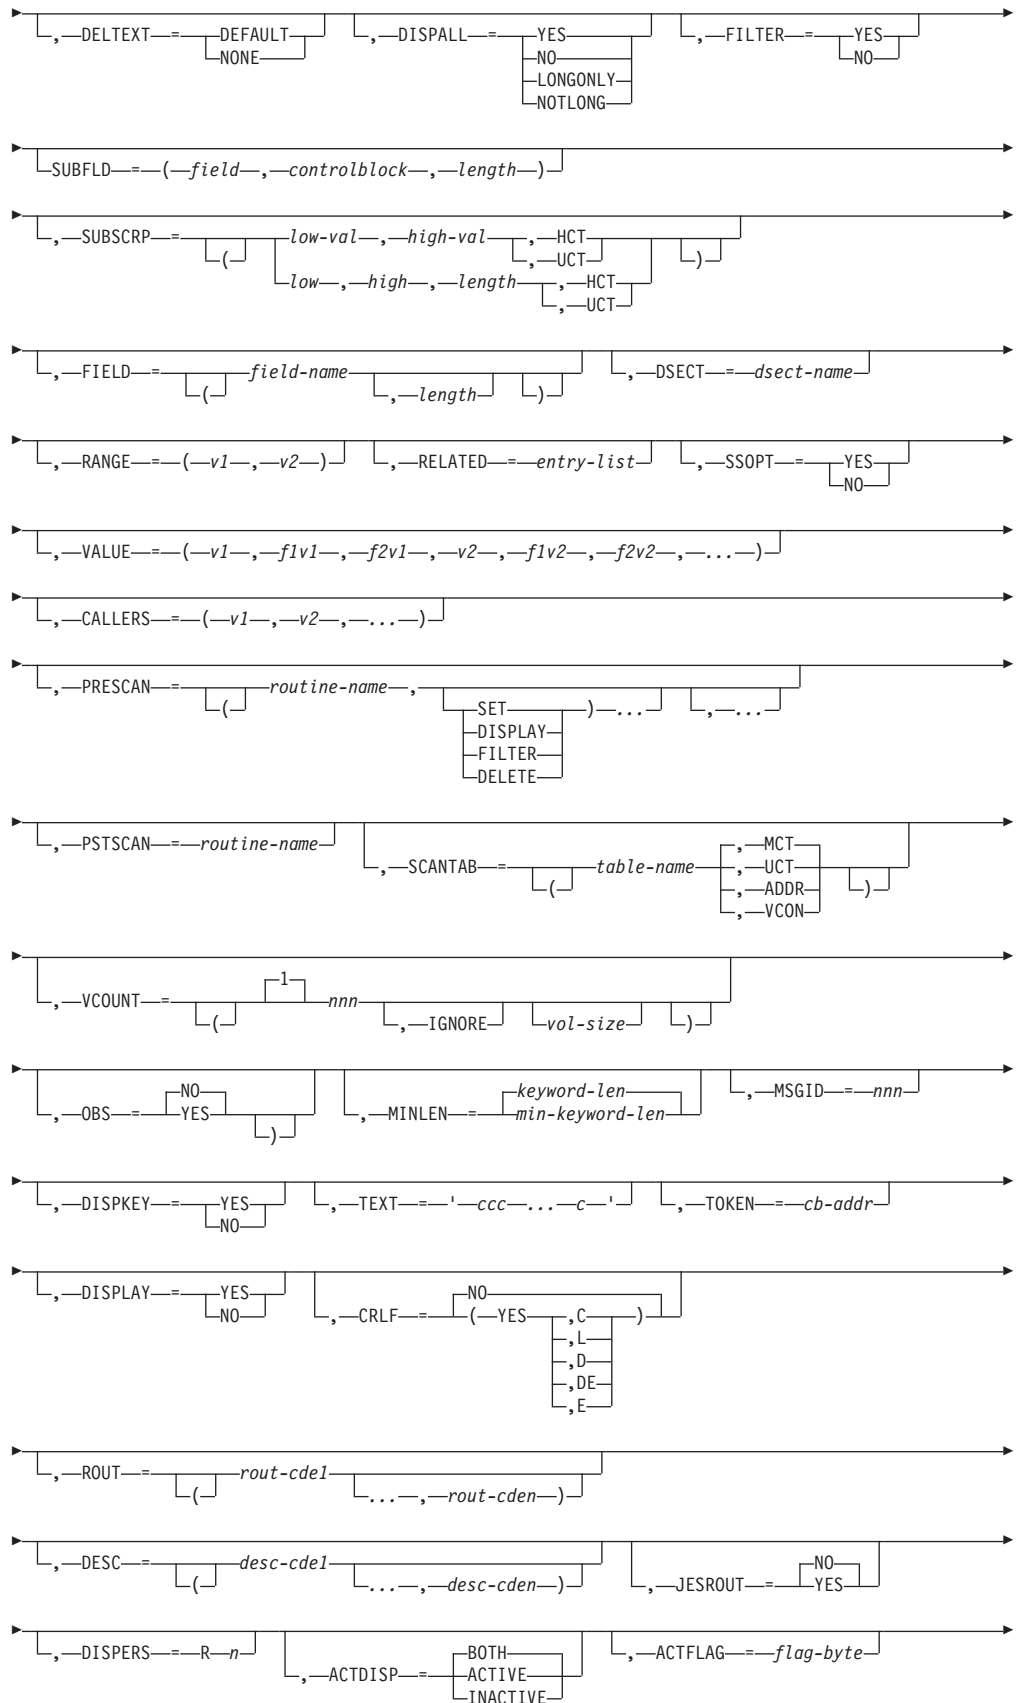 ,DELTEXT=DEFAULT ,DISPALL=YES ,FILTER=YES
NONE NO NO
LONGONLY
NOTLONG
SUBFLD=(field,controlblock,length)
,SUBSCRP=low-val,high-val,HCT
( ,UCT )
low,high,length,HCT
,UCT
,FIELD=field-name ,DSECT=dsect-name
( ,length )
,RANGE=(v1,v2) ,RELATED=entry-list ,SSOPT=YES
NO
,VALUE=(v1,f1v1,f2v1,v2,f1v2,f2v2,...)
,CALLERS=(v1,v2,...)
,PRESCAN=routine-name,
( SET )... ,...
DISPLAY
FILTER
DELETE
,PSTSCAN=routine-name ,MCT
,SCANTAB=table-name ,UCT
( ,ADDR )
,VCON
1
,VCOUNT=nnn
( ,IGNORE vol-size )
NO keyword-len ,MSGID=nnn
,OBS=YES ,MINLEN=min-keyword-len
)
,DISPKEY=YES ,TEXT='ccc...c' ,TOKEN=cb-addr
NO
,DISPLAY=YES NO
NO ,CRLF=(YES,C)
,L
,D
,DE
,E
,ROUT=rout-cde1
( ...,rout-cden)
,DESC=desc-cde1 NO
( ...,desc-cden) ,JESROUT=YES
,DISPERS=Rn BOTH ,ACTFLAG=flag-byte
,ACTDISP=ACTIVE
INACTIVE